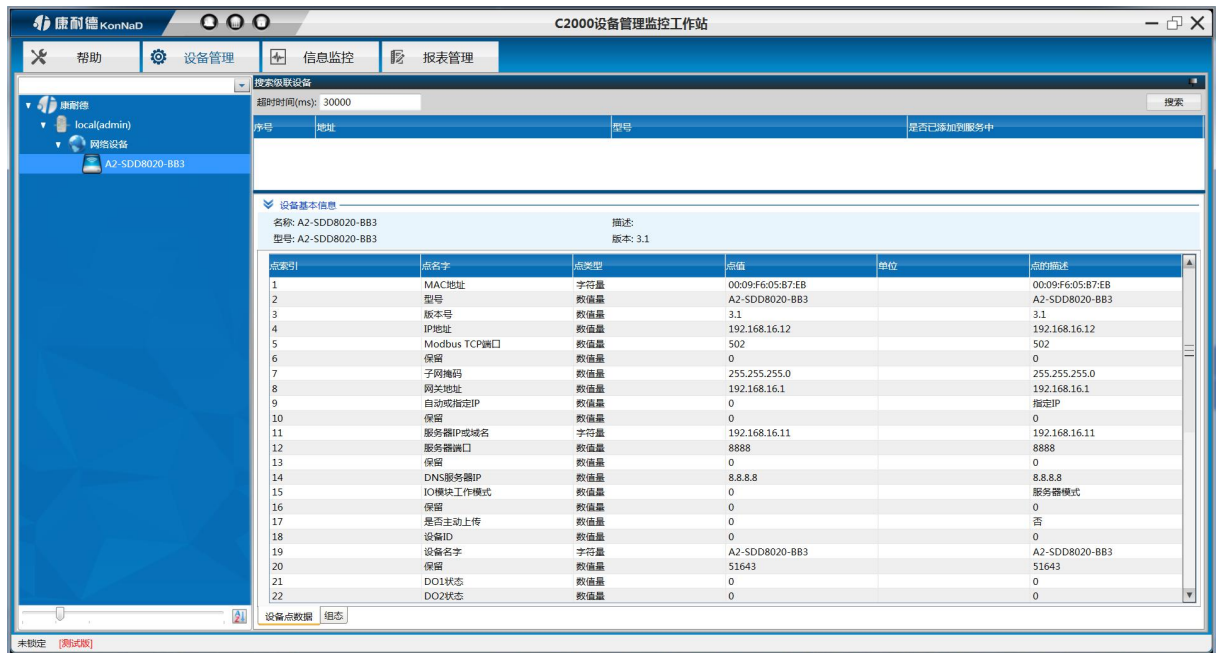 康耐德 KonNaD
C2000设备管理监控工作站
帮助 设备管理 信息监控 报表管理
搜索级联设备
康耐德
超时时间(ms): 30000 搜索
local(admin)
序号 地址 型号 是否已添加到服务中
网络设备
A2-SDD8020-BB3
设备基本信息
名称: A2-SDD8020-BB3 描述:
型号: A2-SDD8020-BB3 版本: 3.1
点索引 点名字 点类型 点值 单位 点的描述
1 MAC地址 字符量 00:09:F6:05:B7:EB 00:09:F6:05:B7:EB
2 型号 数值量 A2-SDD8020-BB3 A2-SDD8020-BB3
3 版本号 数值量 3.1 3.1
4 IP地址 数值量 192.168.16.12 192.168.16.12
5 Modbus TCP端口 数值量 502 502
6 保留 数值量 0 0
7 子网掩码 数值量 255.255.255.0 255.255.255.0
8 网关地址 数值量 192.168.16.1 192.168.16.1
9 自动或指定IP 数值量 0 指定IP
10 保留 数值量 0 0
11 服务器IP或域名 字符量 192.168.16.11 192.168.16.11
12 服务器端口 数值量 8888 8888
13 保留 数值量 0 0
14 DNS服务器IP 数值量 8.8.8.8 8.8.8.8
15 IO模块工作模式 数值量 0 服务器模式
16 保留 数值量 0 0
17 是否主动上传 数值量 0 否
18 设备ID 数值量 0 0
19 设备名字 字符量 A2-SDD8020-BB3 A2-SDD8020-BB3
20 保留 数值量 51643 51643
21 DO1状态 数值量 0 0
22 DO2状态 数值量 0 0
设备点数据 组态
未锁定 [测试版]